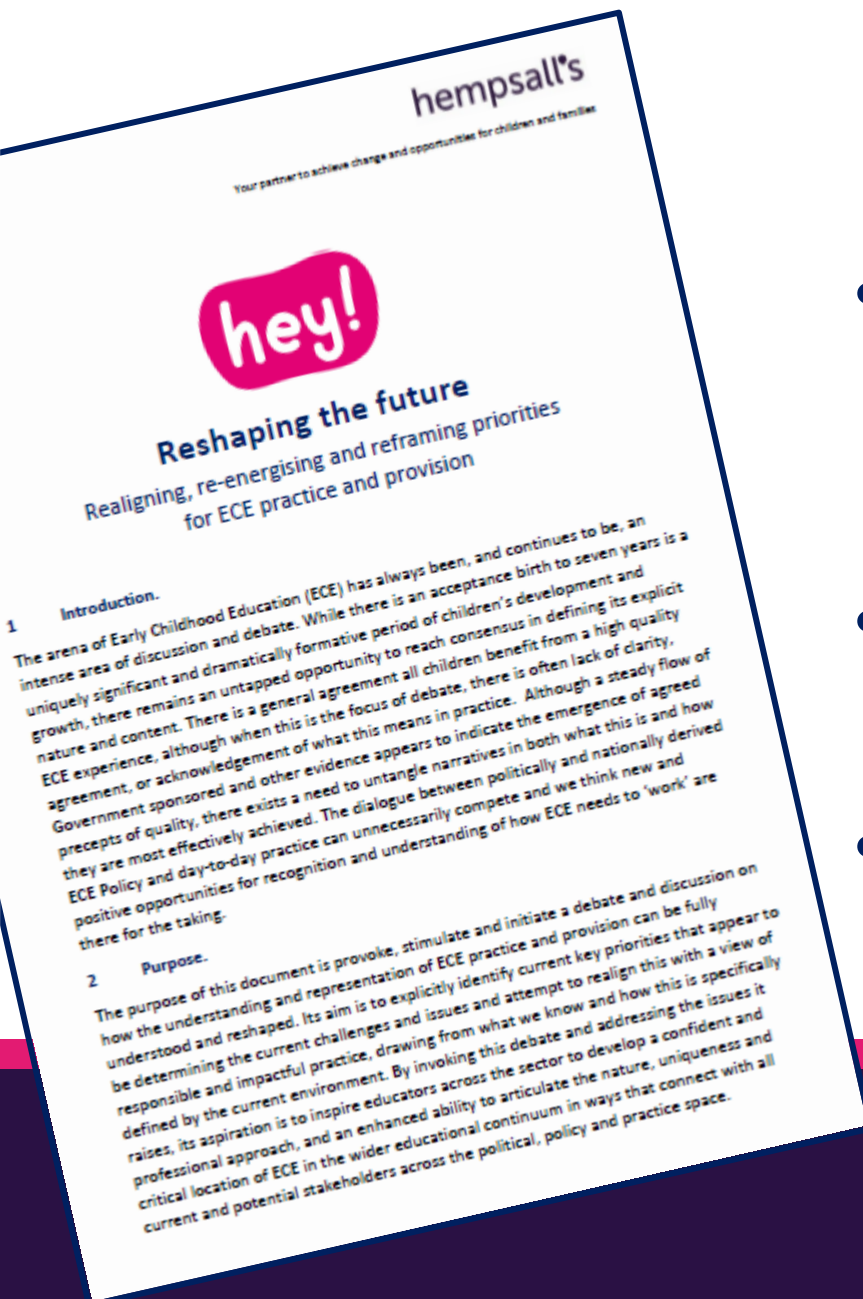 hempsall's
Your partner to achieve change and opportunities for children and families
hey!
Reshaping the future
Realigning, re-energising and reframing priorities
for ECE practice and provision
1 Introduction.
The arena of Early Childhood Education (ECE) has always been, and continues to be, an
intense area of discussion and debate. While there is an acceptance birth to seven years is a
uniquely significant and dramatically formative period of children's development and
growth, there remains an untapped opportunity to reach consensus in defining its explicit
nature and content. There is a general agreement all children benefit from a high quality
ECE experience, although when this is the focus of debate, there is often lack of clarity,
agreement, or acknowledgement of what this means in practice. Although a steady flow of
Government sponsored and other evidence appears to indicate the emergence of agreed
precepts of quality, there exists a need to untangle narratives in both what this is and how
they are most effectively achieved. The dialogue between politically and nationally derived
ECE Policy and day-to-day practice can unnecessarily compete and we think new and
positive opportunities for recognition and understanding of how ECE needs to 'work' are
there for the taking.
2 Purpose.
The purpose of this document is provoke, stimulate and initiate a debate and discussion on
how the understanding and representation of ECE practice and provision can be fully
understood and reshaped. Its aim is to explicitly identify current key priorities that appear to
be determining the current challenges and issues and attempt to realign this with a view of
responsible and impactful practice, drawing from what we know and how this is specifically
defined by the current environment. By invoking this debate and addressing the issues it
raises, its aspiration is to inspire educators across the sector to develop a confident and
professional approach, and an enhanced ability to articulate the nature, uniqueness and
critical location of ECE in the wider educational continuum in ways that connect with all
current and potential stakeholders across the political, policy and practice space.